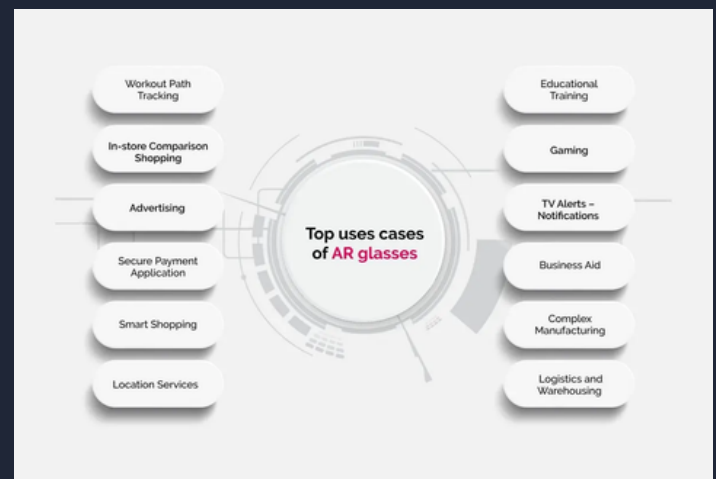 Workout Path
Tracking
In-store Comparison
Shopping
Advertising
Secure Payment
Application
Smart Shopping
Location Services
Top uses cases
of AR glasses
Educational
Training
Gaming
TV Alerts –
Notifications
Business Aid
Complex
Manufacturing
Logistics and
Warehousing